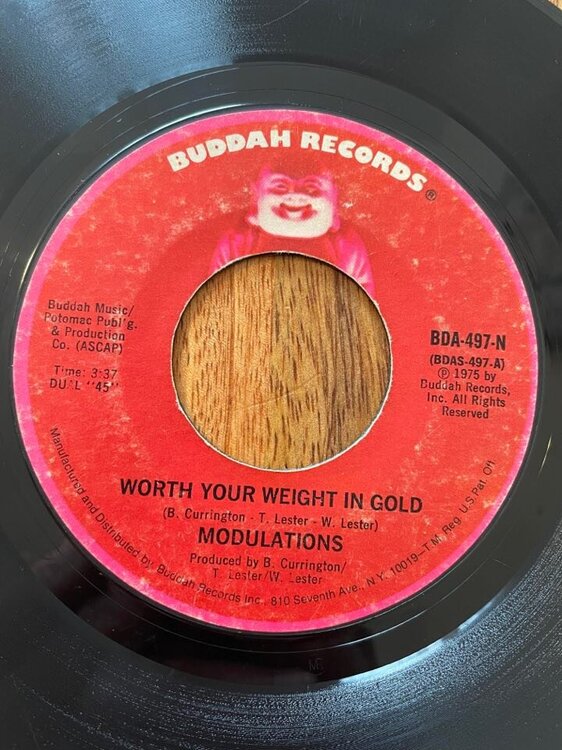 BUDDAH RECORDS®
Buddah Music/
Potomac Publ'g.
& Production
Co. (ASCAP)
Time: 3:37
DUAL "45"
BDA-497-N
(BDAS-497-A)
℗ 1975 by
Buddah Records,
Inc. All Rights
Reserved
WORTH YOUR WEIGHT IN GOLD
(B. Currington - T. Lester - W. Lester)
MODULATIONS
Produced by B. Currington/
T. Lester/W. Lester
Manufactured and Distributed by Buddah Records Inc., 810 Seventh Ave., N.Y. 10019–T.M. Reg. U.S. Pat. Off.